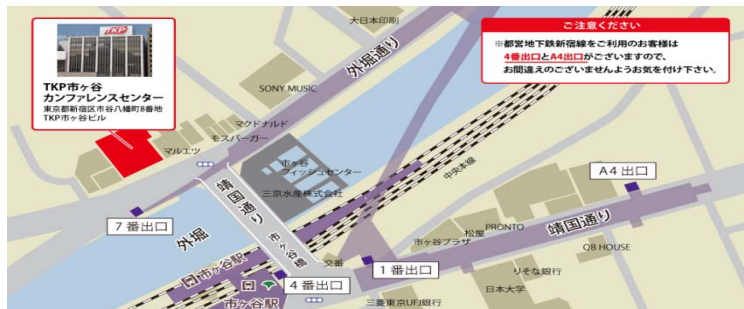 TKP
TKP市ヶ谷
カンファレンスセンター
東京都新宿区市谷八幡町8番地
TKP市ヶ谷ビル
ご注意ください
※都営地下鉄新宿線をご利用のお客様は
4番出口とA4出口がございますので、
お間違えのございませんようお気を付け下さい。
大日本印刷
外堀通り
SONY MUSIC
マクドナルド
モスバーガー
マルエツ
市ヶ谷
フィッシュセンター
三京水産株式会社
靖国通り
中央本線
A4出口
7番出口
外堀
市ヶ谷橋
市ヶ谷駅
交番
市ヶ谷プラザ
松屋
PRONTO
靖国通り
QB HOUSE
1番出口
りそな銀行
4番出口
日本大学
市ヶ谷駅
三菱東京UFJ銀行